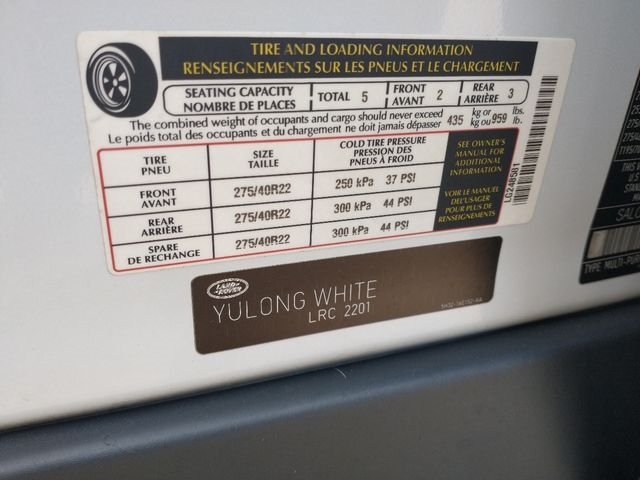 TIRE AND LOADING INFORMATION
RENSEIGNEMENTS SUR LES PNEUS ET LE CHARGEMENT
SEATING CAPACITY
NOMBRE DE PLACES
TOTAL 5
FRONT
AVANT 2
REAR
ARRIÈRE 3
The combined weight of occupants and cargo should never exceed
Le poids total des occupants et du chargement ne doit jamais dépasser
435 kg or
kg ou 959 lbs.
lb.
TIRE
PNEU
SIZE
TAILLE
COLD TIRE PRESSURE
PRESSION DES
PNEUS À FROID
FRONT
AVANT
275/40R22
250 kPa 37 PSI
REAR
ARRIÈRE
275/40R22
300 kPa 44 PSI
SPARE
DE RECHANGE
275/40R22
300 kPa 44 PSI
SEE OWNER'S
MANUAL FOR
ADDITIONAL
INFORMATION
VOIR LE MANUEL
DE L'USAGER
POUR PLUS DE
RENSEIGNEMENTS
LAND
ROVER
YULONG WHITE
LRC 2201
TYPE MULTI-PUR